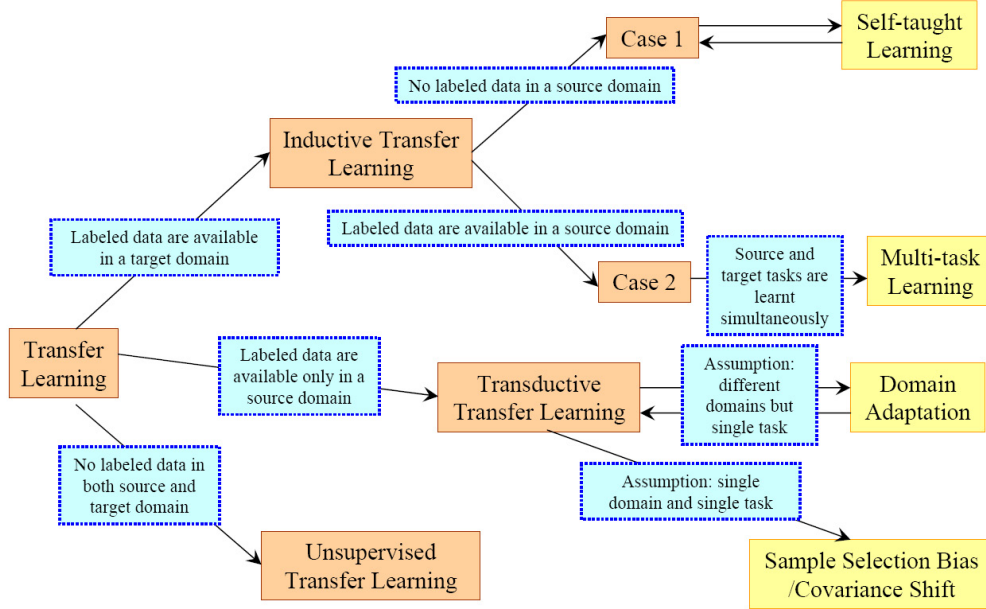 Case 1
Self-taught
Learning
No labeled data in a source domain
Inductive Transfer
Learning
Labeled data are available
in a target domain
Labeled data are available in a source domain
Case 2
Source and
target tasks are
learnt
simultaneously
Multi-task
Learning
Transfer
Learning
Labeled data are
available only in a
source domain
Transductive
Transfer Learning
Assumption:
different
domains but
single task
Domain
Adaptation
No labeled data in
both source and
target domain
Assumption: single
domain and single task
Unsupervised
Transfer Learning
Sample Selection Bias
/Covariance Shift